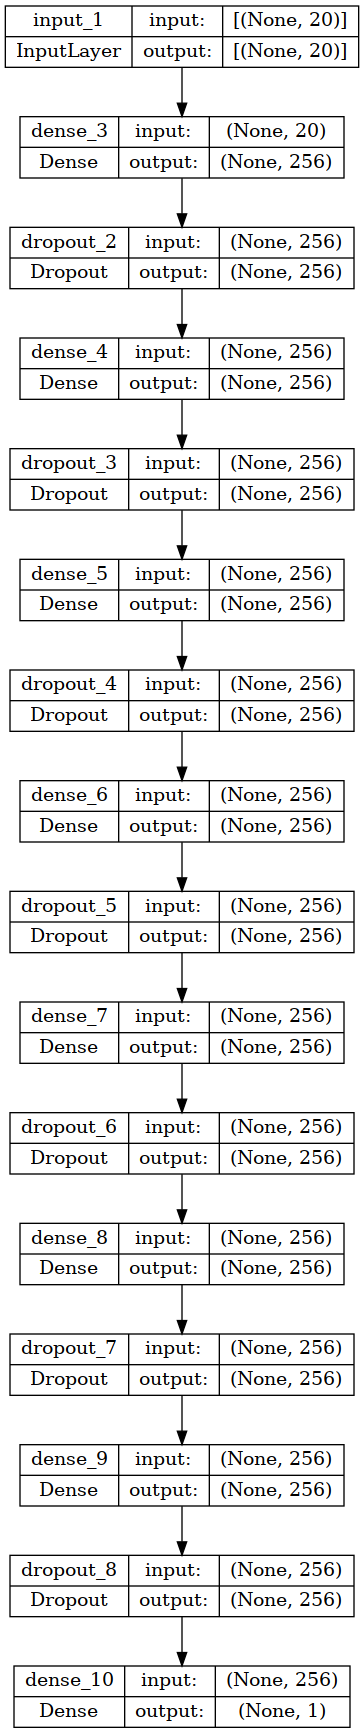 input_1 input: [(None, 20)]
InputLayer output: [(None, 20)]
dense_3 input: (None, 20)
Dense output: (None, 256)
dropout_2 input: (None, 256)
Dropout output: (None, 256)
dense_4 input: (None, 256)
Dense output: (None, 256)
dropout_3 input: (None, 256)
Dropout output: (None, 256)
dense_5 input: (None, 256)
Dense output: (None, 256)
dropout_4 input: (None, 256)
Dropout output: (None, 256)
dense_6 input: (None, 256)
Dense output: (None, 256)
dropout_5 input: (None, 256)
Dropout output: (None, 256)
dense_7 input: (None, 256)
Dense output: (None, 256)
dropout_6 input: (None, 256)
Dropout output: (None, 256)
dense_8 input: (None, 256)
Dense output: (None, 256)
dropout_7 input: (None, 256)
Dropout output: (None, 256)
dense_9 input: (None, 256)
Dense output: (None, 256)
dropout_8 input: (None, 256)
Dropout output: (None, 256)
dense_10 input: (None, 256)
Dense output: (None, 1)